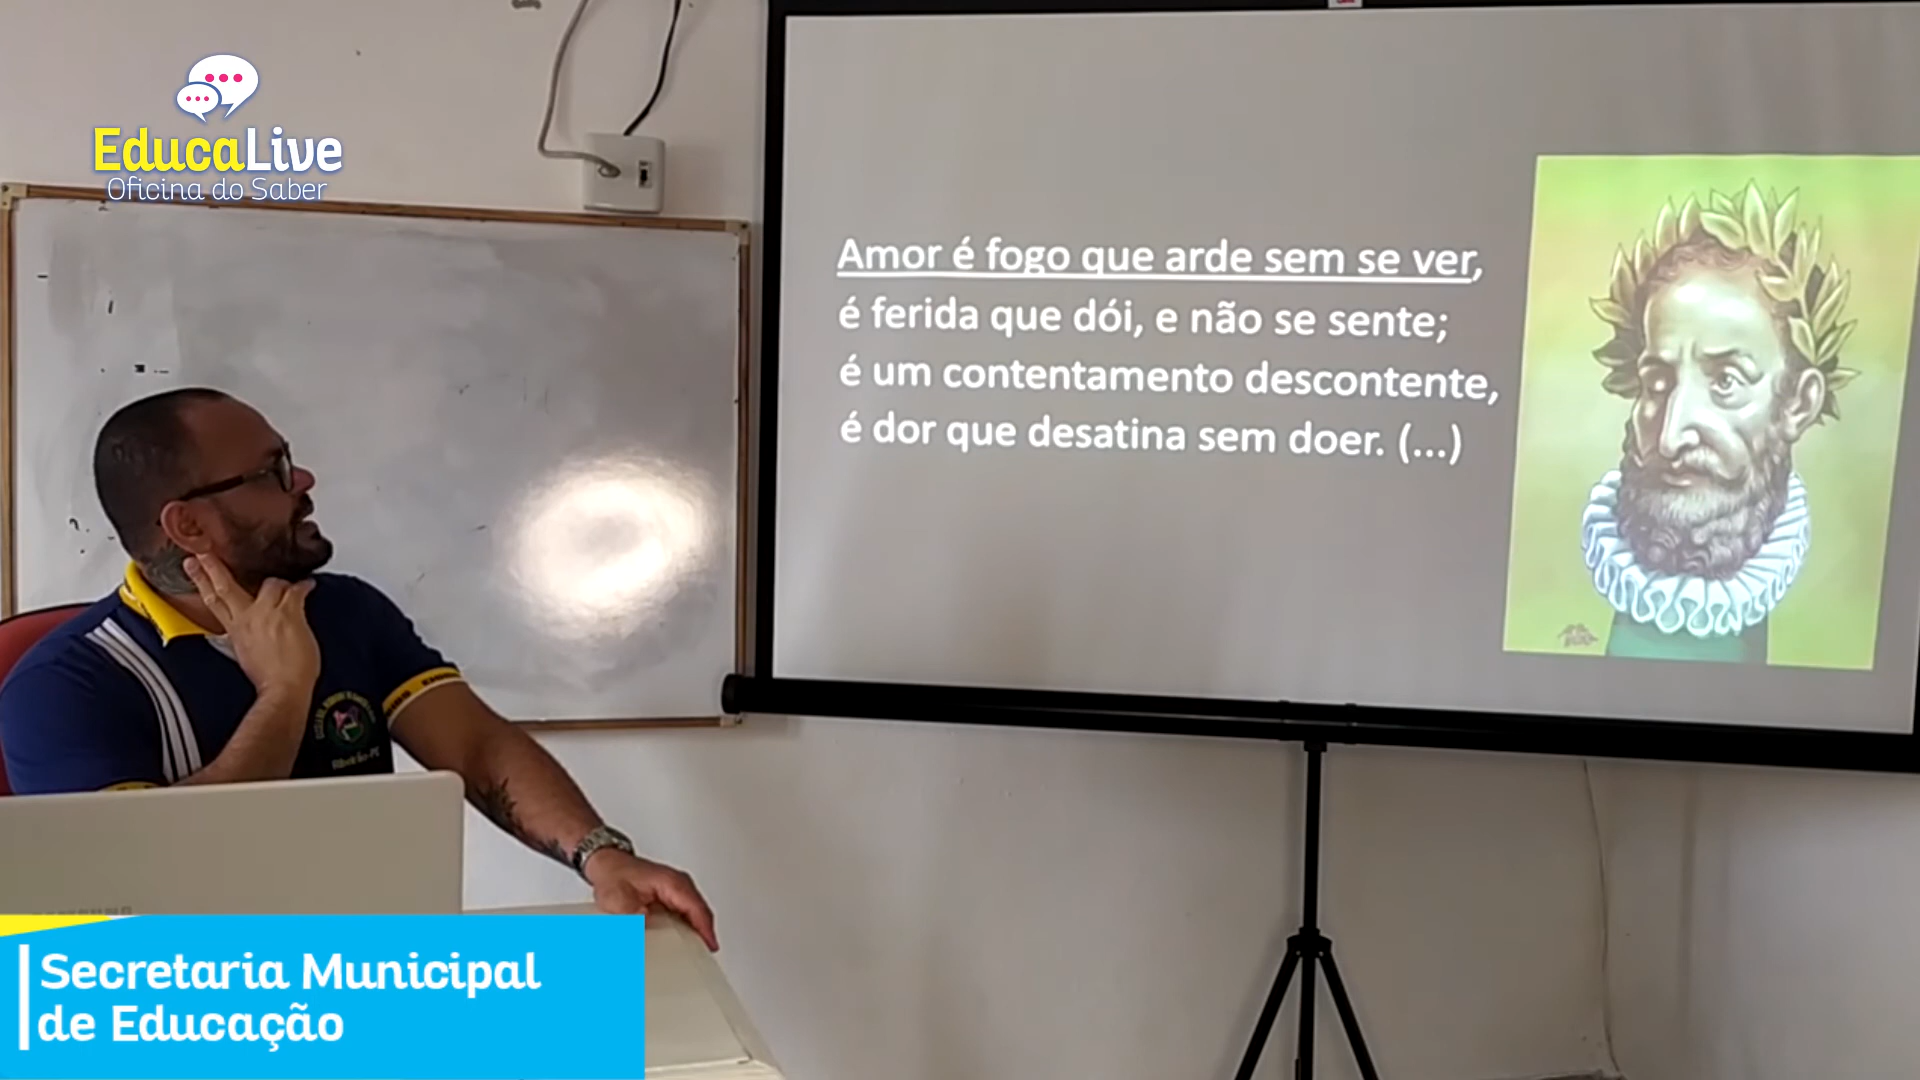 EducaLive
Oficina do Saber
Amor é fogo que arde sem se ver,
é ferida que dói, e não se sente;
é um contentamento descontente,
é dor que desatina sem doer. (...)
Secretaria Municipal
de Educação